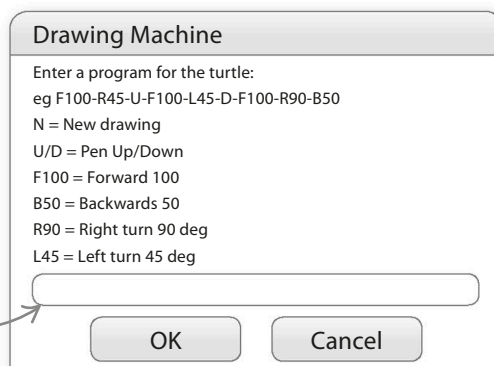 Drawing Machine
Enter a program for the turtle:
eg F100-R45-U-F100-L45-D-F100-R90-B50
N = New drawing
U/D = Pen Up/Down
F100 = Forward 100
B50 = Backwards 50
R90 = Right turn 90 deg
L45 = Left turn 45 deg
OK Cancel